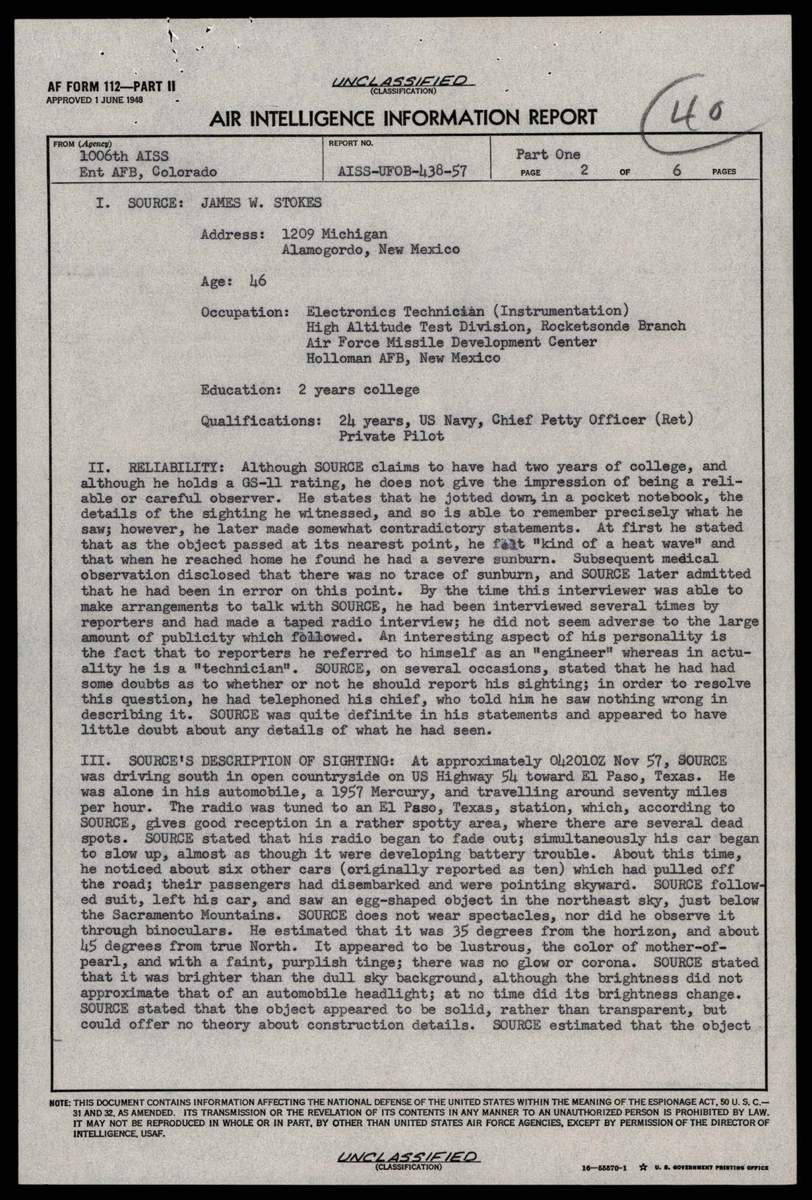 AF FORM 112—PART II
APPROVED 1 JUNE 1948
UNCLASSIFIED
(CLASSIFICATION)
AIR INTELLIGENCE INFORMATION REPORT
40
FROM (Agency)
1006th AISS
Ent AFB, Colorado
REPORT NO.
AISS-UFOB-438-57
Part One
PAGE 2 OF 6 PAGES
I. SOURCE: JAMES W. STOKES
Address: 1209 Michigan
Alamogordo, New Mexico
Age: 46
Occupation: Electronics Technician (Instrumentation)
High Altitude Test Division, Rocketsonde Branch
Air Force Missile Development Center
Holloman AFB, New Mexico
Education: 2 years college
Qualifications: 24 years, US Navy, Chief Petty Officer (Ret)
Private Pilot
II. RELIABILITY: Although SOURCE claims to have had two years of college, and
although he holds a GS-11 rating, he does not give the impression of being a reli-
able or careful observer. He states that he jotted down, in a pocket notebook, the
details of the sighting he witnessed, and so is able to remember precisely what he
saw; however, he later made somewhat contradictory statements. At first he stated
that as the object passed at its nearest point, he felt "kind of a heat wave" and
that when he reached home he found he had a severe sunburn. Subsequent medical
observation disclosed that there was no trace of sunburn, and SOURCE later admitted
that he had been in error on this point. By the time this interviewer was able to
make arrangements to talk with SOURCE, he had been interviewed several times by
reporters and had made a taped radio interview; he did not seem adverse to the large
amount of publicity which followed. An interesting aspect of his personality is
the fact that to reporters he referred to himself as an "engineer" whereas in actu-
ality he is a "technician". SOURCE, on several occasions, stated that he had had
some doubts as to whether or not he should report his sighting; in order to resolve
this question, he had telephoned his chief, who told him he saw nothing wrong in
describing it. SOURCE was quite definite in his statements and appeared to have
little doubt about any details of what he had seen.
III. SOURCE'S DESCRIPTION OF SIGHTING: At approximately 042010Z Nov 57, SOURCE
was driving south in open countryside on US Highway 54 toward El Paso, Texas. He
was alone in his automobile, a 1957 Mercury, and travelling around seventy miles
per hour. The radio was tuned to an El Paso, Texas, station, which, according to
SOURCE, gives good reception in a rather spotty area, where there are several dead
spots. SOURCE stated that his radio began to fade out; simultaneously his car began
to slow up, almost as though it were developing battery trouble. About this time,
he noticed about six other cars (originally reported as ten) which had pulled off
the road; their passengers had disembarked and were pointing skyward. SOURCE follow-
ed suit, left his car, and saw an egg-shaped object in the northeast sky, just below
the Sacramento Mountains. SOURCE does not wear spectacles, nor did he observe it
through binoculars. He estimated that it was 35 degrees from the horizon, and about
45 degrees from true North. It appeared to be lustrous, the color of mother-of-
pearl, and with a faint, purplish tinge; there was no glow or corona. SOURCE stated
that it was brighter than the dull sky background, although the brightness did not
approximate that of an automobile headlight; at no time did its brightness change.
SOURCE stated that the object appeared to be solid, rather than transparent, but
could offer no theory about construction details. SOURCE estimated that the object
NOTE: THIS DOCUMENT CONTAINS INFORMATION AFFECTING THE NATIONAL DEFENSE OF THE UNITED STATES WITHIN THE MEANING OF THE ESPIONAGE ACT, 50 U. S. C.—
31 AND 32, AS AMENDED. ITS TRANSMISSION OR THE REVELATION OF ITS CONTENTS IN ANY MANNER TO AN UNAUTHORIZED PERSON IS PROHIBITED BY LAW.
IT MAY NOT BE REPRODUCED IN WHOLE OR IN PART, BY OTHER THAN UNITED STATES AIR FORCE AGENCIES, EXCEPT BY PERMISSION OF THE DIRECTOR OF
INTELLIGENCE, USAF.
UNCLASSIFIED
(CLASSIFICATION)
16—55570-1 ☆ U. S. GOVERNMENT PRINTING OFFICE